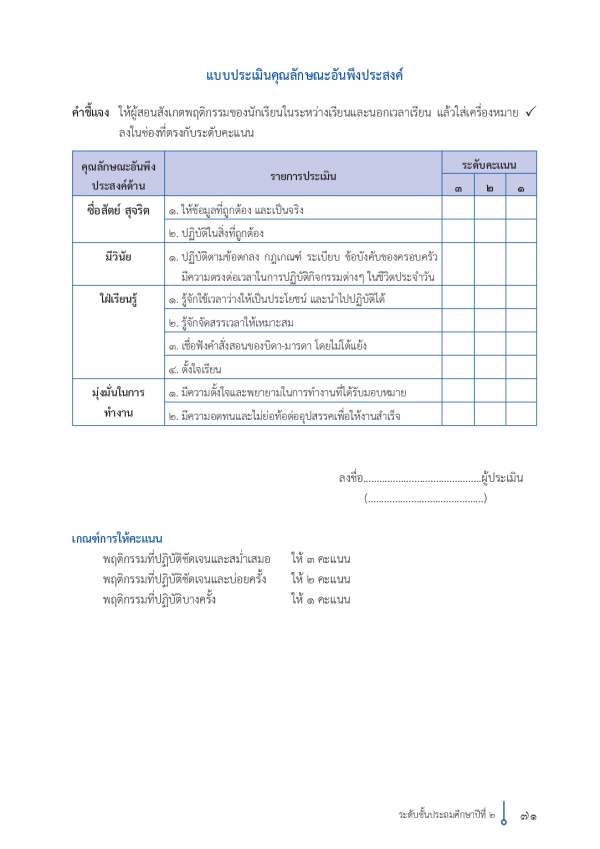 แบบประเมินคุณลักษณะอันพึงประสงค์
คำชี้แจง ให้ผู้สอนสังเกตพฤติกรรมของนักเรียนในระหว่างเรียนและนอกเวลาเรียน แล้วใส่เครื่องหมาย ✓
ลงในช่องที่ตรงกับระดับคะแนน
คุณลักษณะอันพึง
ประสงค์ด้าน
รายการประเมิน
ระดับคะแนน
๓ ๒ ๑
ซื่อสัตย์ สุจริต
๑. ให้ข้อมูลที่ถูกต้อง และเป็นจริง
๒. ปฏิบัติในสิ่งที่ถูกต้อง
มีวินัย
๑. ปฏิบัติตามข้อตกลง กฎเกณฑ์ ระเบียบ ข้อบังคับของครอบครัว
มีความตรงต่อเวลาในการปฏิบัติกิจกรรมต่างๆ ในชีวิตประจำวัน
ใฝ่เรียนรู้
๑. รู้จักใช้เวลาว่างให้เป็นประโยชน์ และนำไปปฏิบัติได้
๒. รู้จักจัดสรรเวลาให้เหมาะสม
๓. เชื่อฟังคำสั่งสอนของบิดา-มารดา โดยไม่โต้แย้ง
๔. ตั้งใจเรียน
มุ่งมั่นในการ
ทำงาน
๑. มีความตั้งใจและพยายามในการทำงานที่ได้รับมอบหมาย
๒. มีความอดทนและไม่ย่อท้อต่ออุปสรรคเพื่อให้งานสำเร็จ
ลงชื่อ............................................ผู้ประเมิน
(...........................................)
เกณฑ์การให้คะแนน
พฤติกรรมที่ปฏิบัติชัดเจนและสม่ำเสมอ ให้ ๓ คะแนน
พฤติกรรมที่ปฏิบัติชัดเจนและบ่อยครั้ง ให้ ๒ คะแนน
พฤติกรรมที่ปฏิบัติบางครั้ง ให้ ๑ คะแนน
ระดับชั้นประถมศึกษาปีที่ ๒ ๗๑